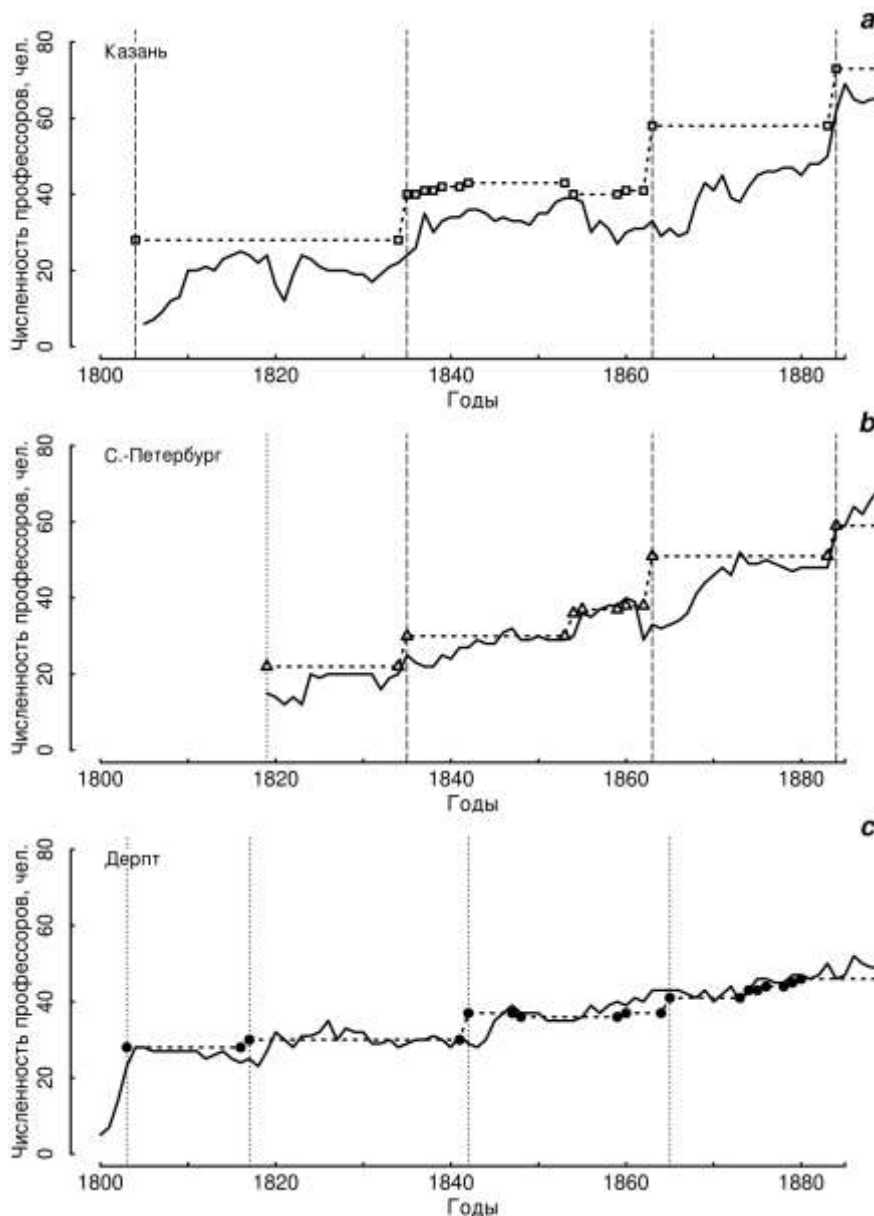 a
Казань
Численность профессоров, чел.
0 20 40 60 80
1800 1820 1840 1860 1880
Годы
b
С.-Петербург
Численность профессоров, чел.
0 20 40 60 80
1800 1820 1840 1860 1880
Годы
c
Дерпт
Численность профессоров, чел.
0 20 40 60 80
1800 1820 1840 1860 1880
Годы